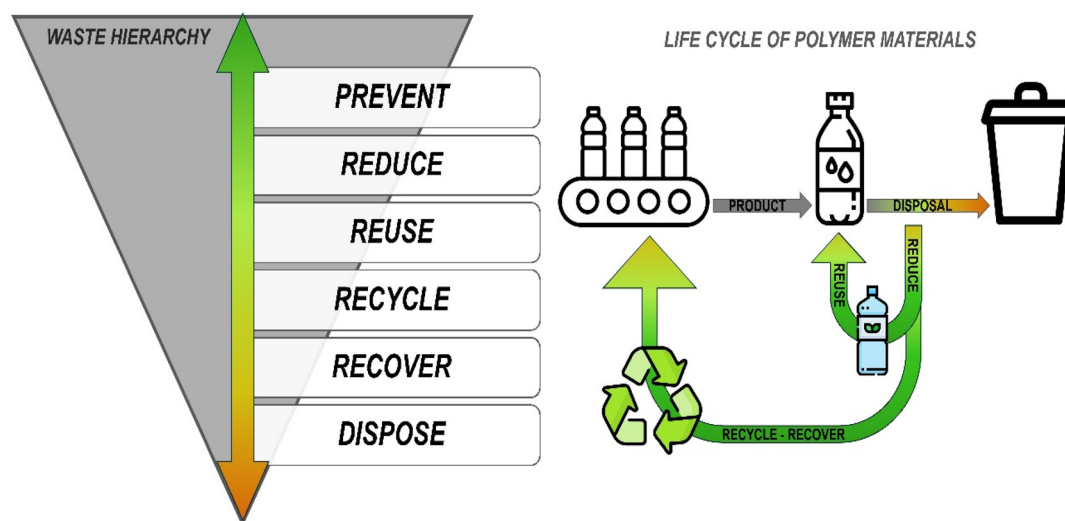 WASTE HIERARCHY
PREVENT
REDUCE
REUSE
RECYCLE
RECOVER
DISPOSE
LIFE CYCLE OF POLYMER MATERIALS
PRODUCT
DISPOSAL
REUSE
REDUCE
RECYCLE - RECOVER